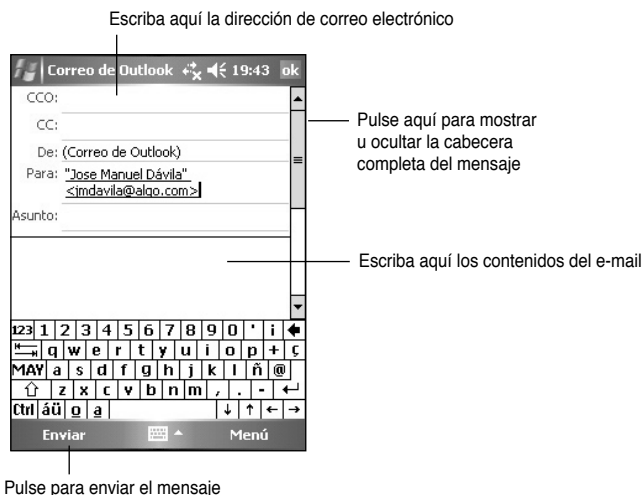 Escriba aquí la dirección de correo electrónico
Correo de Outlook 19:43 ok
CCO:
CC:
De: (Correo de Outlook)
Para: "Jose Manuel Dávila"
<jmdavila@algo.com>
Asunto:
Pulse aquí para mostrar
u ocultar la cabecera
completa del mensaje
Escriba aquí los contenidos del e-mail
123 1 2 3 4 5 6 7 8 9 0 ' ¡
q w e r t y u i o p + ç
MAY a s d f g h j k l ñ @
z x c v b n m , . -
Ctrl áü º ª ↓ ↑ ← →
Enviar Menú
Pulse para enviar el mensaje